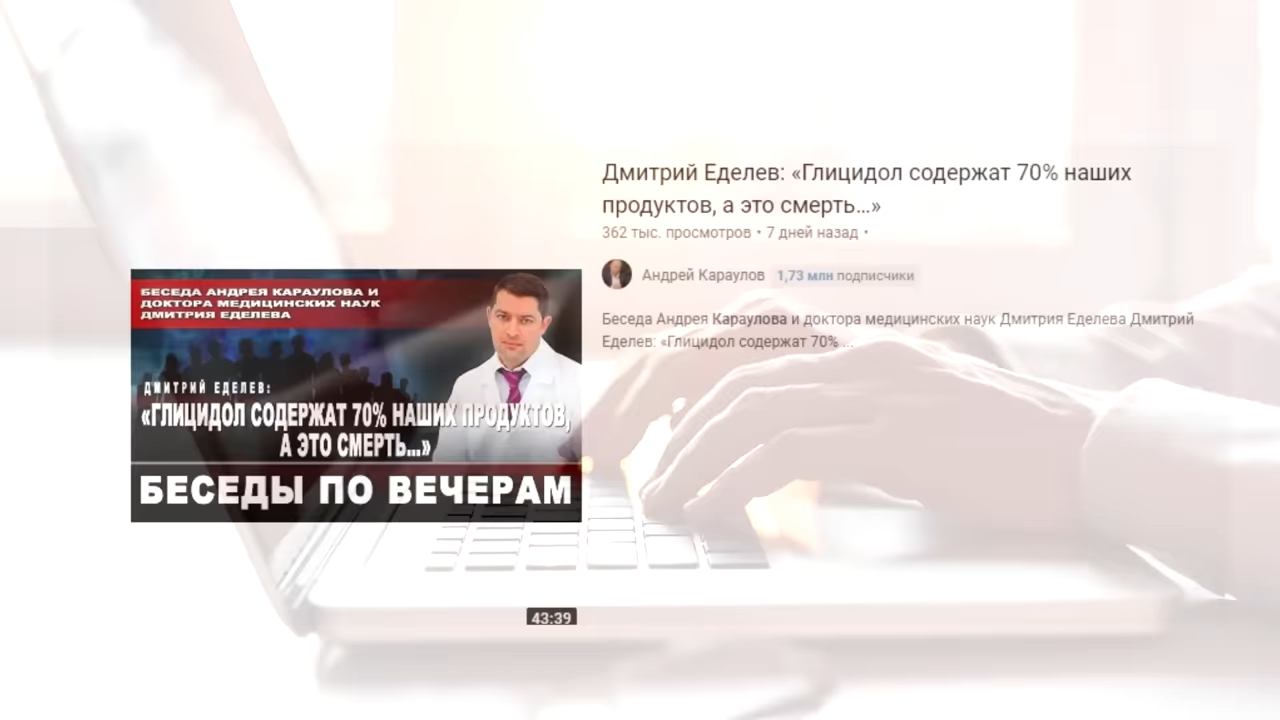 Дмитрий Еделев: «Глицидол содержат 70% наших
продуктов, а это смерть...»
362 тыс. просмотров • 7 дней назад •
Андрей Караулов 1,73 млн подписчики
Беседа Андрея Караулова и доктора медицинских наук Дмитрия Еделева Дмитрий
Еделев: «Глицидол содержат 70% ...
БЕСЕДА АНДРЕЯ КАРАУЛОВА И
ДОКТОРА МЕДИЦИНСКИХ НАУК
ДМИТРИЯ ЕДЕЛЕВА
ДМИТРИЙ ЕДЕЛЕВ:
«ГЛИЦИДОЛ СОДЕРЖАТ 70% НАШИХ ПРОДУКТОВ,
А ЭТО СМЕРТЬ...»
БЕСЕДЫ ПО ВЕЧЕРАМ
43:39